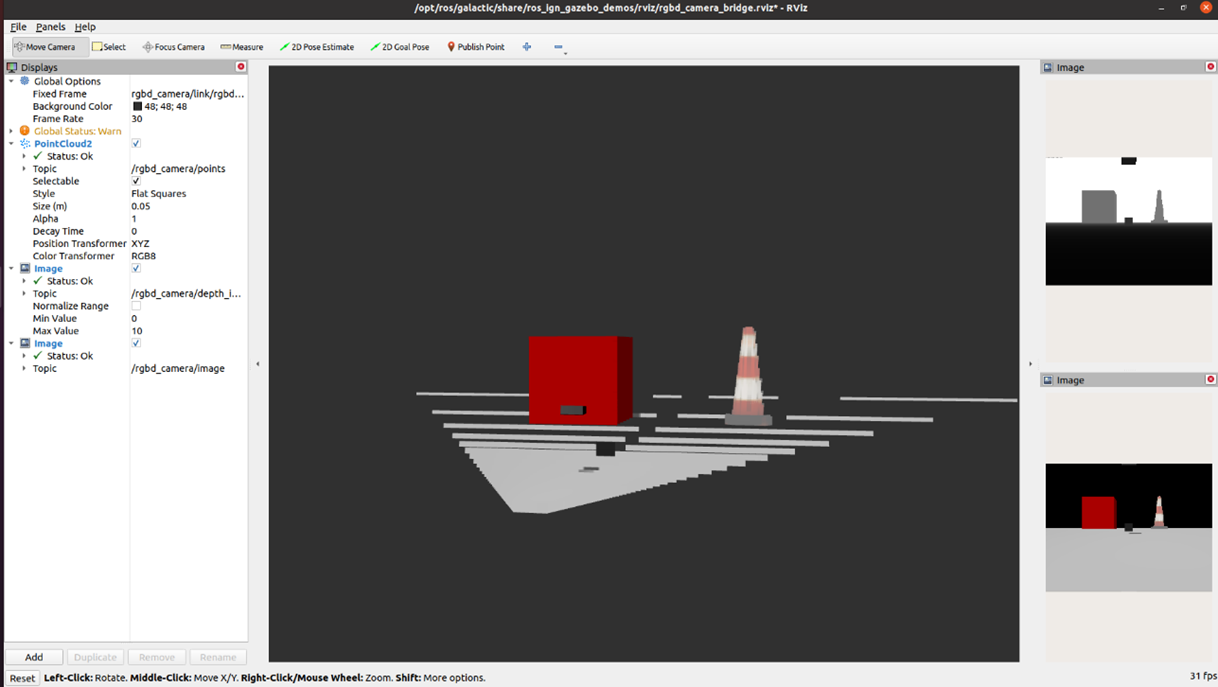 /opt/ros/galactic/share/ros_ign_gazebo_demos/rviz/rgbd_camera_bridge.rviz* - RViz
File Panels Help
Move Camera Select Focus Camera Measure 2D Pose Estimate 2D Goal Pose Publish Point
Displays
Global Options
Fixed Frame rgbd_camera/link/rgbd...
Background Color 48; 48; 48
Frame Rate 30
Global Status: Warn
PointCloud2
Status: Ok
Topic /rgbd_camera/points
Selectable
Style Flat Squares
Size (m) 0.05
Alpha 1
Decay Time 0
Position Transformer XYZ
Color Transformer RGB8
Image
Status: Ok
Topic /rgbd_camera/depth_i...
Normalize Range
Min Value 0
Max Value 10
Image
Status: Ok
Topic /rgbd_camera/image
Add Duplicate Remove Rename
Image
Image
Reset Left-Click: Rotate. Middle-Click: Move X/Y. Right-Click/Mouse Wheel: Zoom. Shift: More options.
31 fps